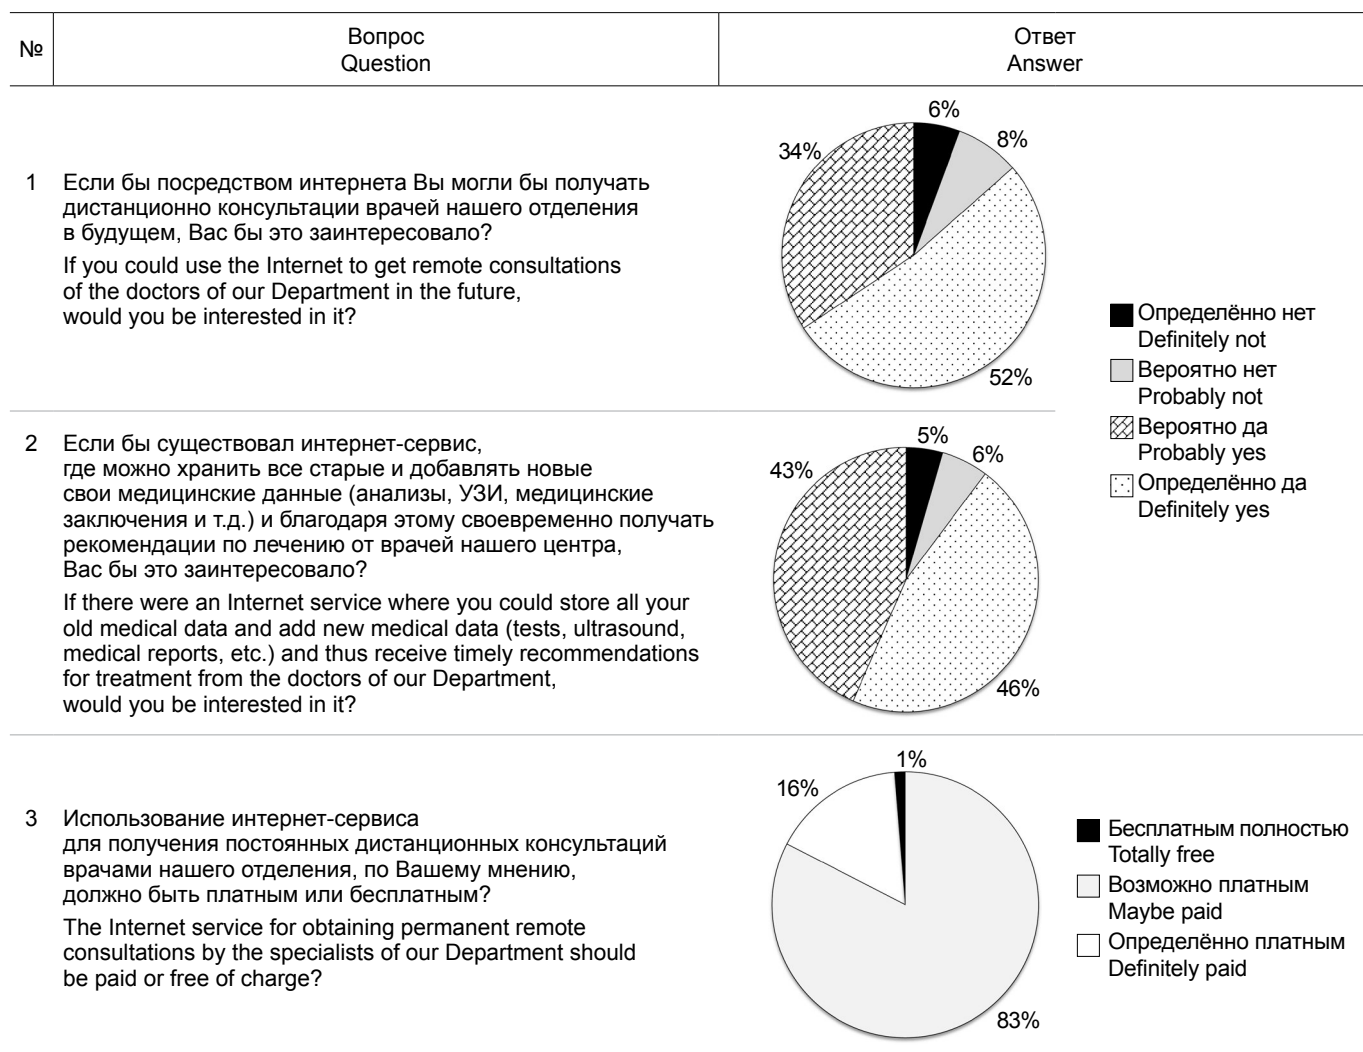 №
Вопрос
Question
Ответ
Answer
1
Если бы посредством интернета Вы могли бы получать
дистанционно консультации врачей нашего отделения
в будущем, Вас бы это заинтересовало?
If you could use the Internet to get remote consultations
of the doctors of our Department in the future,
would you be interested in it?
6%
8%
34%
52%
Определённо нет
Definitely not
Вероятно нет
Probably not
Вероятно да
Probably yes
Определённо да
Definitely yes
2
Если бы существовал интернет-сервис,
где можно хранить все старые и добавлять новые
свои медицинские данные (анализы, УЗИ, медицинские
заключения и т.д.) и благодаря этому своевременно получать
рекомендации по лечению от врачей нашего центра,
Вас бы это заинтересовало?
If there were an Internet service where you could store all your
old medical data and add new medical data (tests, ultrasound,
medical reports, etc.) and thus receive timely recommendations
for treatment from the doctors of our Department,
would you be interested in it?
5%
6%
43%
46%
3
Использование интернет-сервиса
для получения постоянных дистанционных консультаций
врачами нашего отделения, по Вашему мнению,
должно быть платным или бесплатным?
The Internet service for obtaining permanent remote
consultations by the specialists of our Department should
be paid or free of charge?
1%
16%
83%
Бесплатным полностью
Totally free
Возможно платным
Maybe paid
Определённо платным
Definitely paid